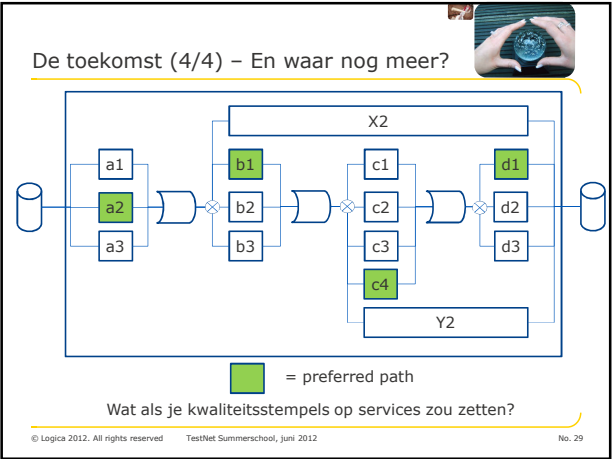 De toekomst (4/4) – En waar nog meer?
X2
a1
b1
c1
d1
a2
b2
c2
d2
a3
b3
c3
d3
c4
Y2
= preferred path
Wat als je kwaliteitsstempels op services zou zetten?
© Logica 2012. All rights reserved TestNet Summerschool, juni 2012 No. 29